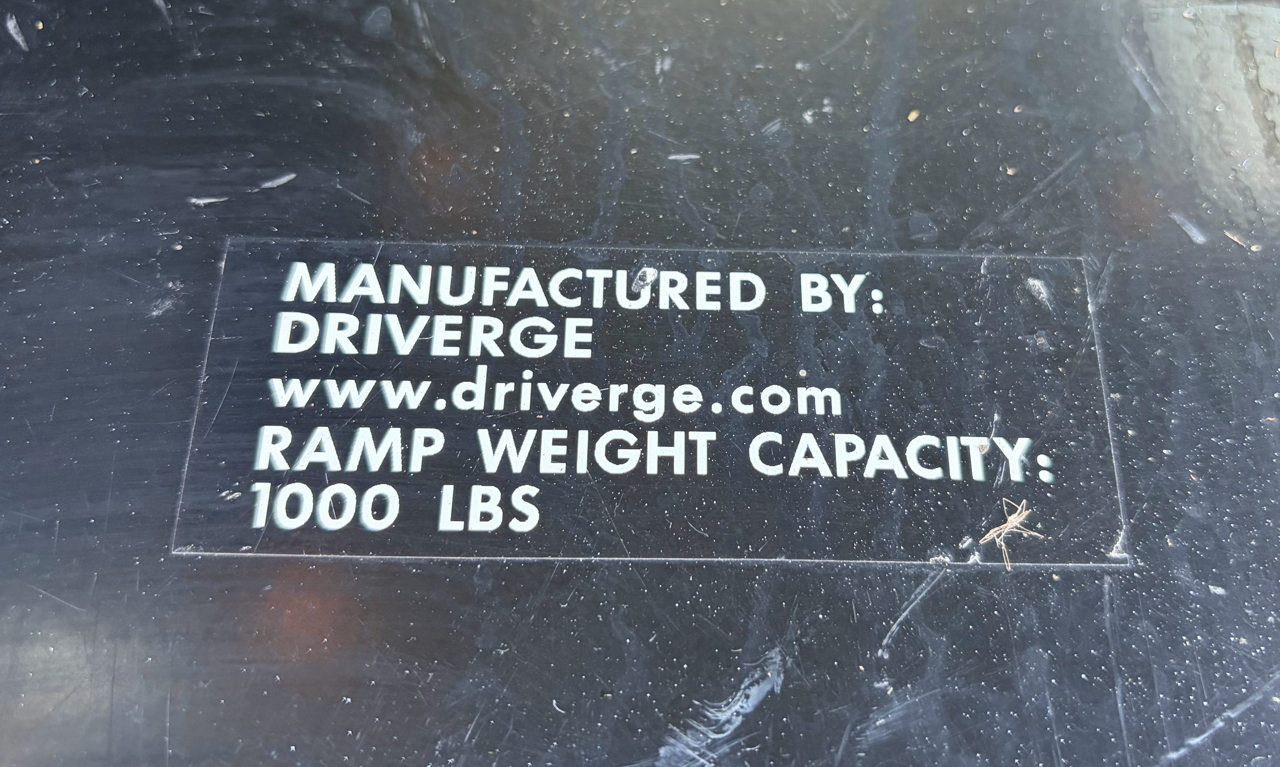 MANUFACTURED BY:
DRIVERGE
www.driverge.com
RAMP WEIGHT CAPACITY:
1000 LBS